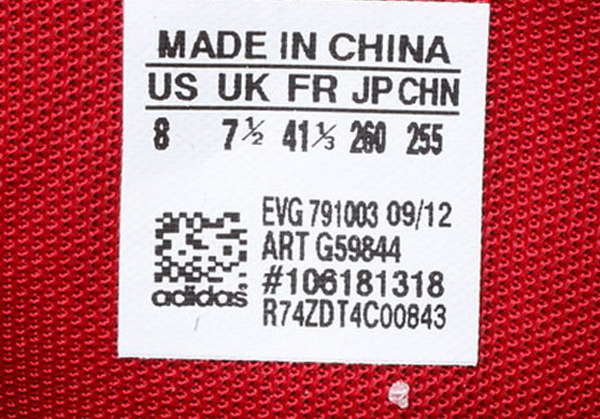 MADE IN CHINA
US UK FR JP CHN
8 7½ 41⅓ 260 255
EVG 791003 09/12
ART G59844
#106181318
R74ZDT4C00843
adidas